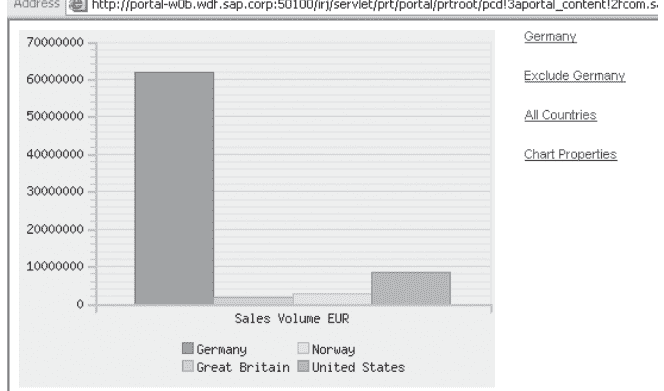 Address http://portal-w0b.wdf.sap.corp:50100/irj/servlet/prt/portal/prtroot/pcd!3aportal_content!2fcom.sa
70000000
60000000
50000000
40000000
30000000
20000000
10000000
0
Sales Volume EUR
Germany Norway
Great Britain United States
Germany
Exclude Germany
All Countries
Chart Properties